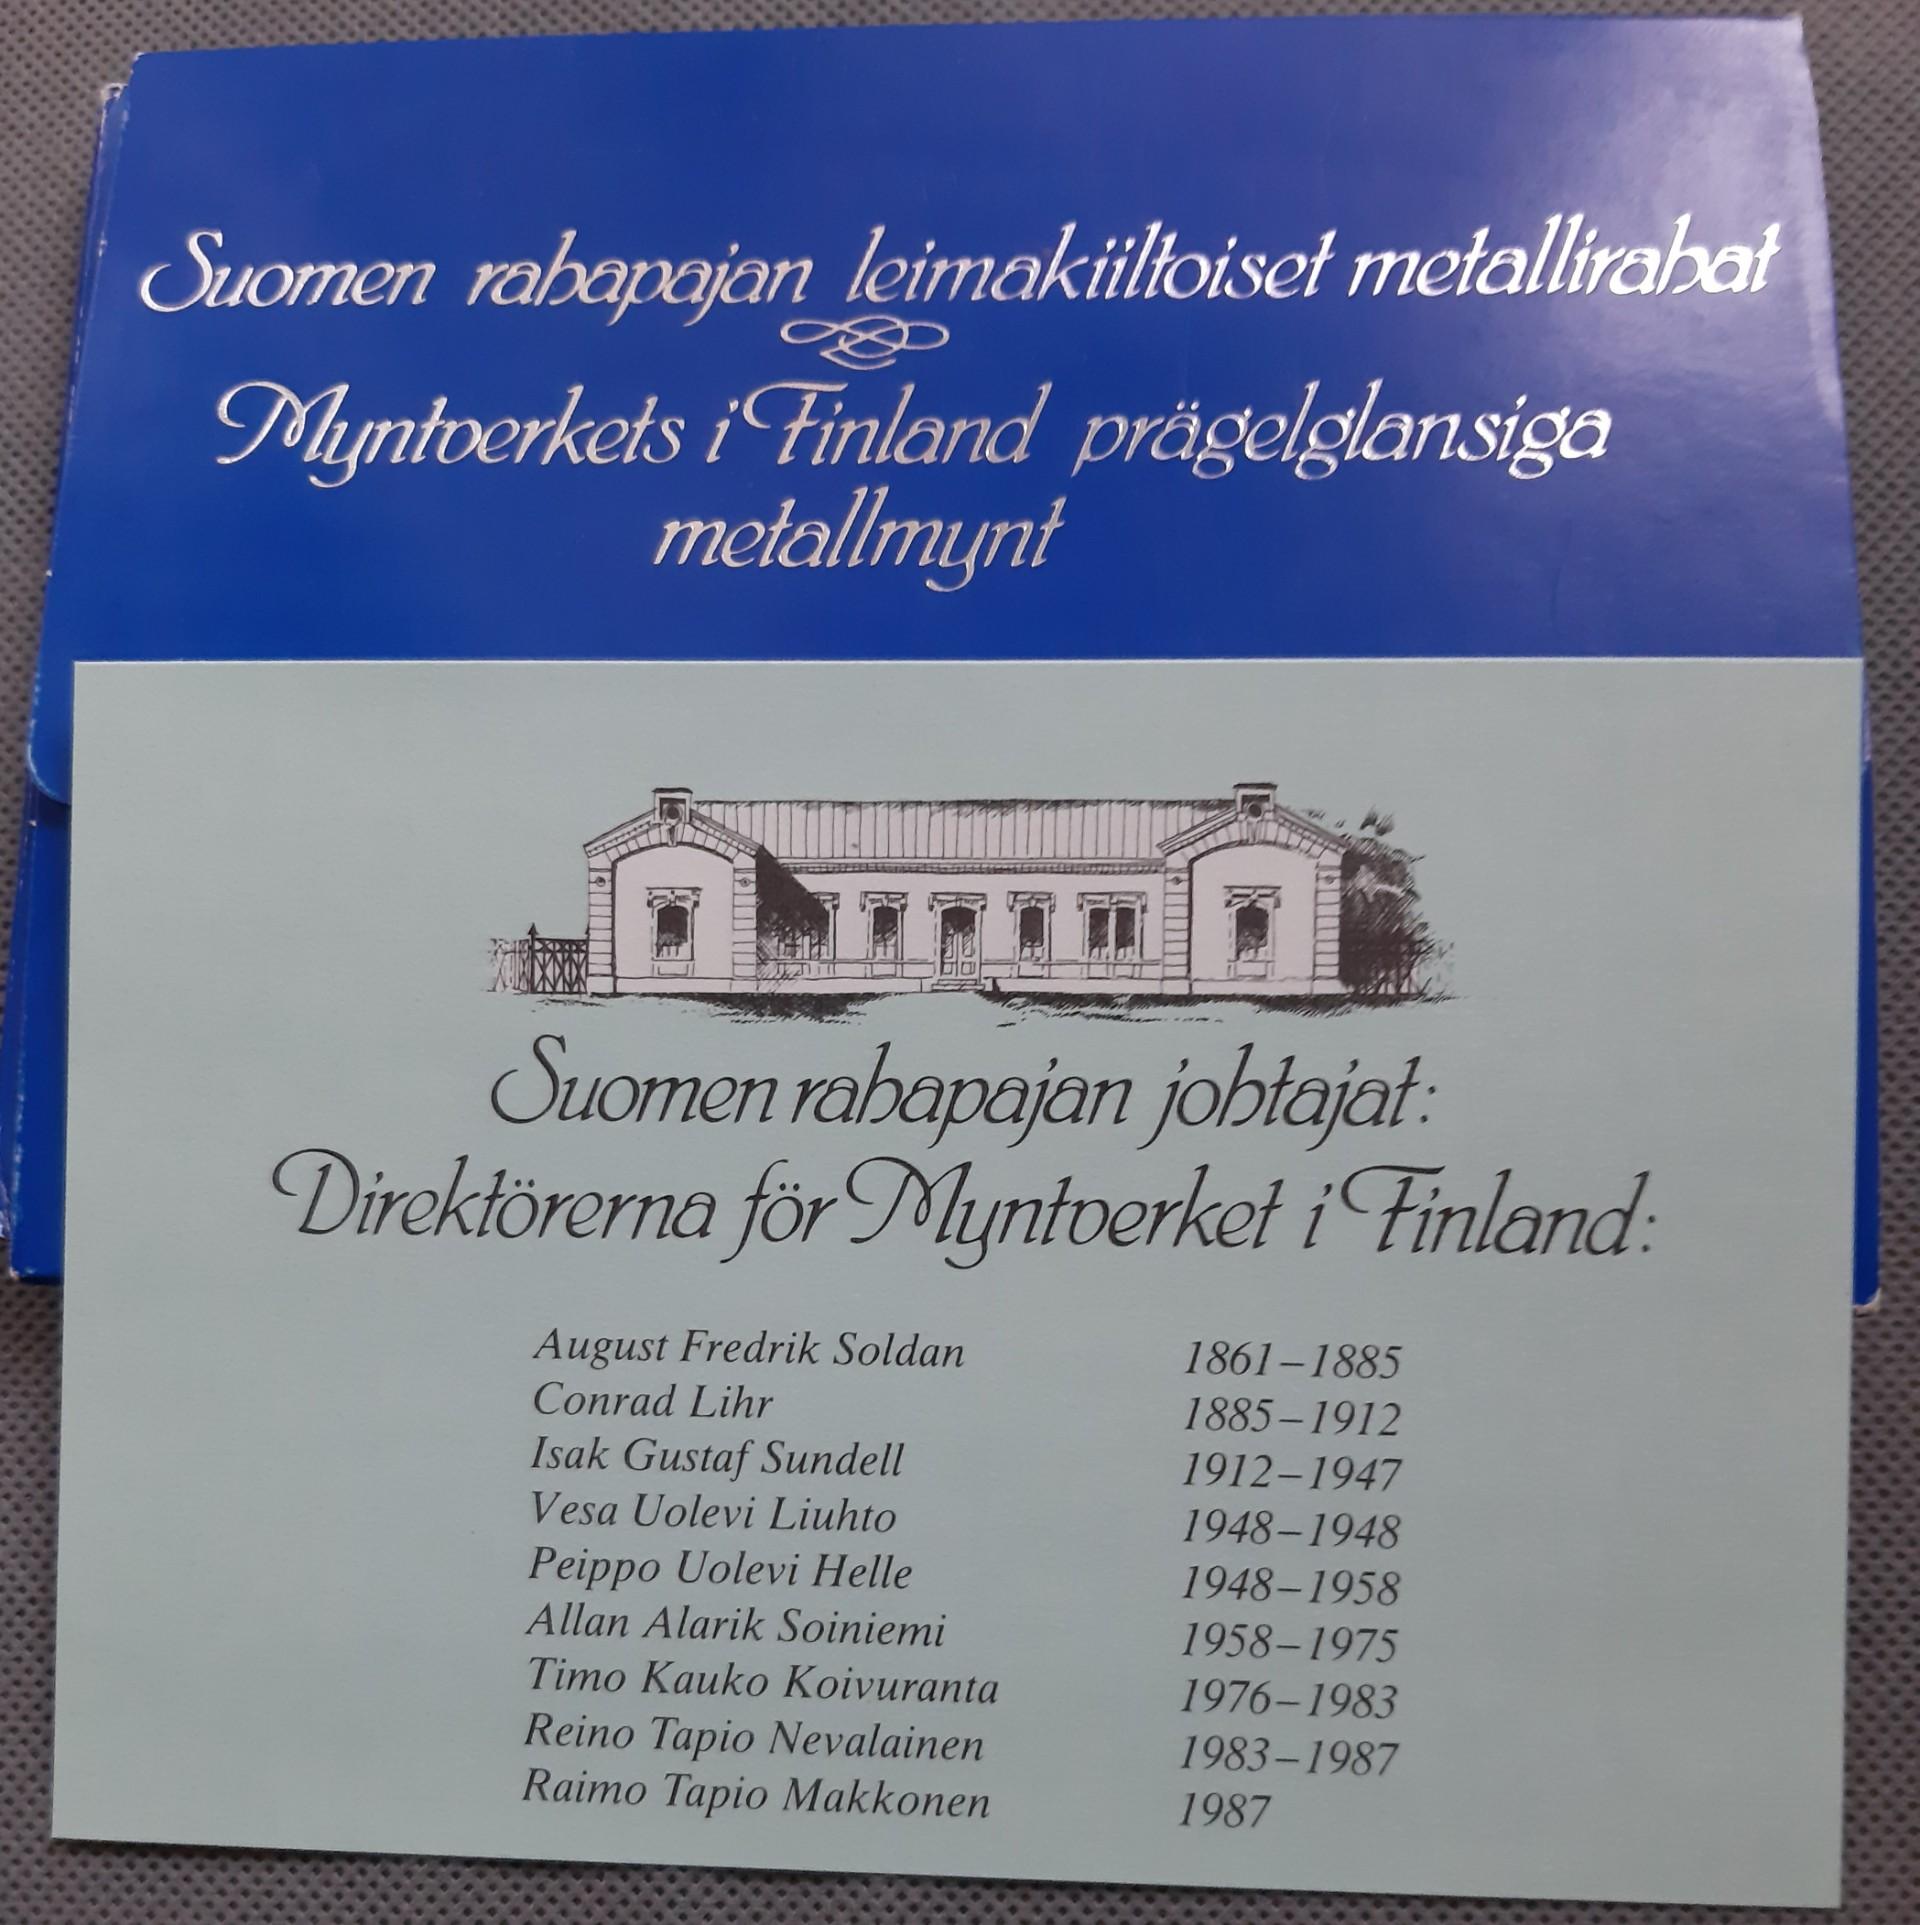 Suomen rahapajan leimakiiltoiset metallirahat
Myntverkets i Finland prägelglansiga
metallmynt
Suomen rahapajan johtajat:
Direktörerna för Myntverket i Finland:
August Fredrik Soldan 1861–1885
Conrad Lihr 1885–1912
Isak Gustaf Sundell 1912–1947
Vesa Uolevi Liuhto 1948–1948
Peippo Uolevi Helle 1948–1958
Allan Alarik Soiniemi 1958–1975
Timo Kauko Koivuranta 1976–1983
Reino Tapio Nevalainen 1983–1987
Raimo Tapio Makkonen 1987